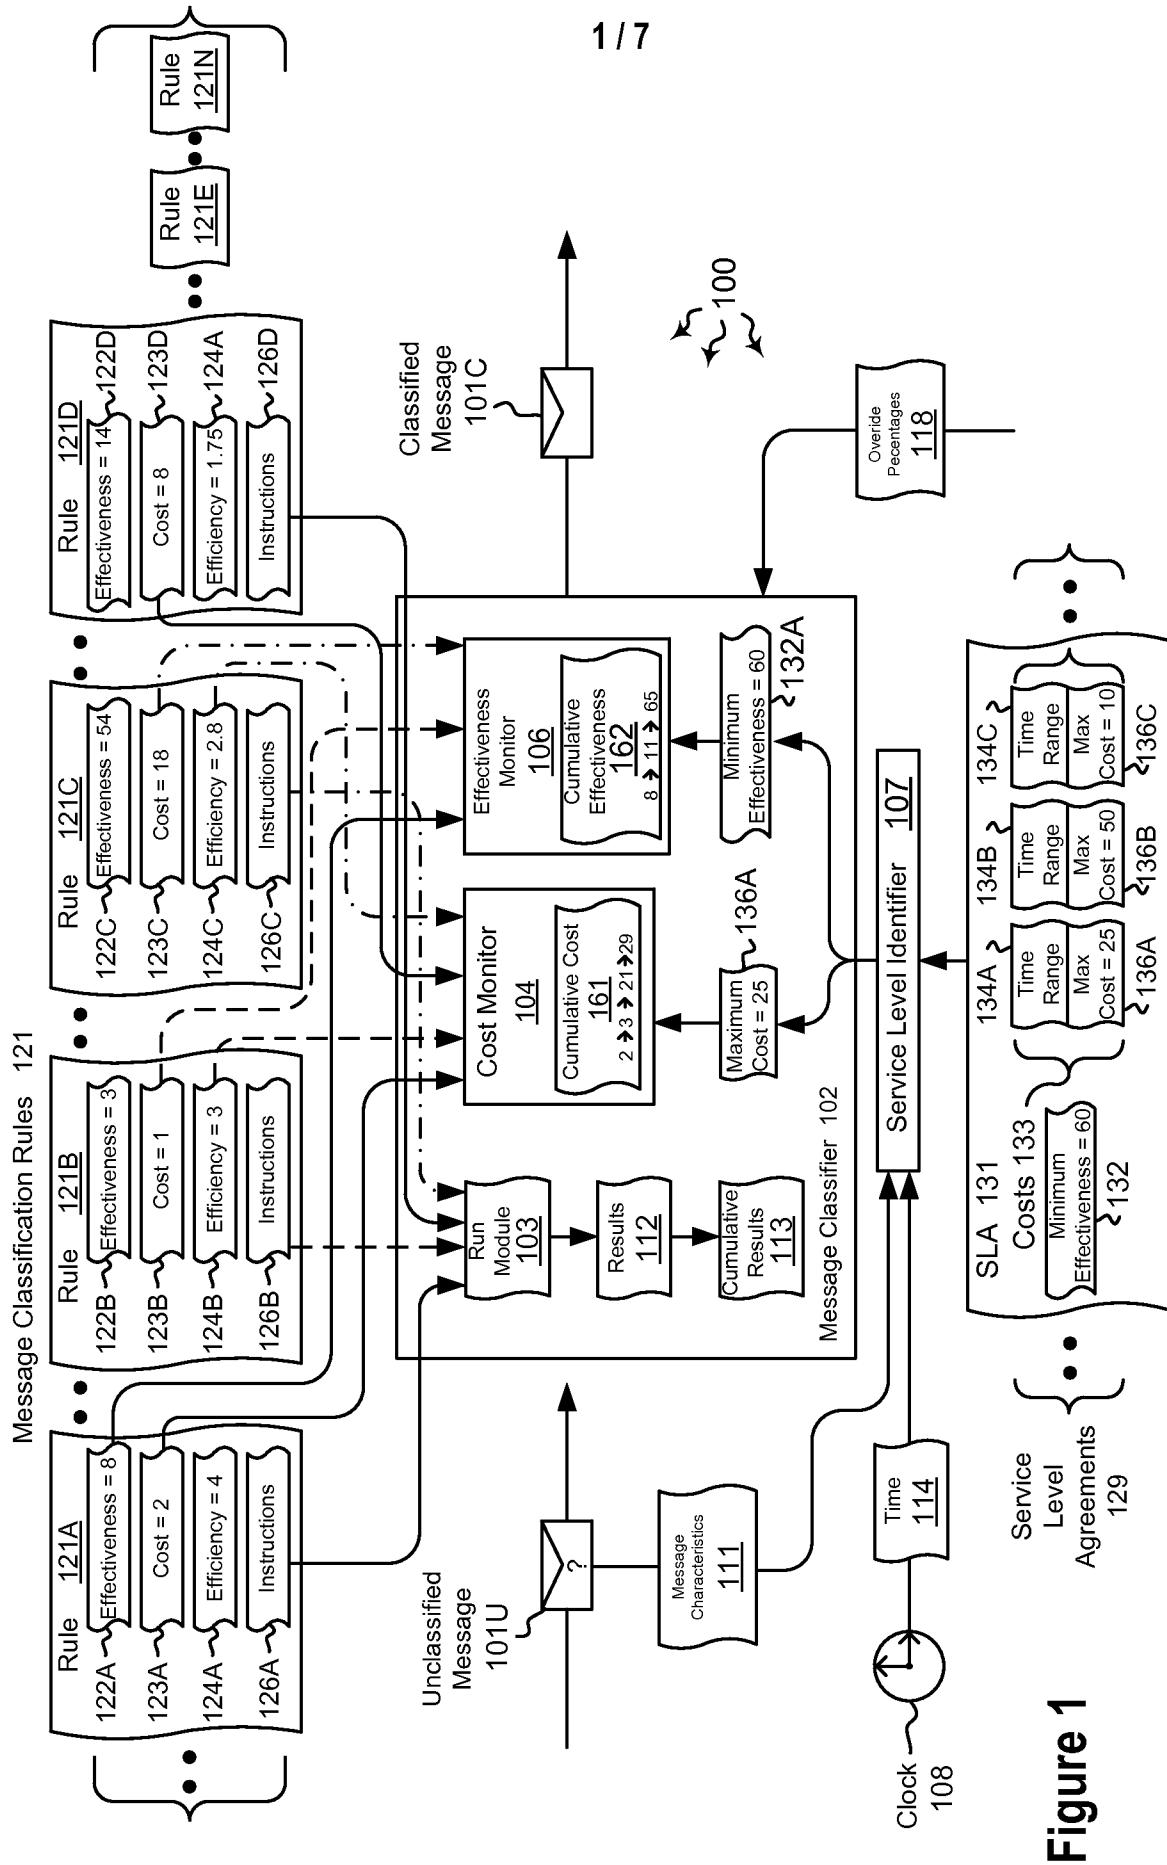 1 / 7
Message Classification Rules 121
Rule 121A
122A
Effectiveness = 8
123A
Cost = 2
124A
Efficiency = 4
126A
Instructions
Rule 121B
122B
Effectiveness = 3
123B
Cost = 1
124B
Efficiency = 3
126B
Instructions
Rule 121C
122C
Effectiveness = 54
123C
Cost = 18
124C
Efficiency = 2.8
126C
Instructions
Rule 121D
Effectiveness = 14
122D
Cost = 8
123D
Efficiency = 1.75
124A
Instructions
126D
Rule
121E
Rule
121N
Unclassified
Message
101U
?
Message
Characteristics
111
Run
Module
103
Results
112
Cumulative
Results
113
Cost Monitor
104
Cumulative Cost
161
2 → 3 → 21 → 29
Maximum
Cost = 25
136A
Effectiveness
Monitor
106
Cumulative
Effectiveness
162
8 → 11 → 65
Minimum
Effectiveness = 60
132A
Message Classifier 102
Classified
Message
101C
100
Overide
Pecentages
118
Clock
108
Time
114
Service Level Identifier 107
Service
Level
Agreements
129
SLA 131
Costs 133
Minimum
Effectiveness = 60
132
134A
Time
Range
Max
Cost = 25
136A
134B
Time
Range
Max
Cost = 50
136B
134C
Time
Range
Max
Cost = 10
136C
Figure 1